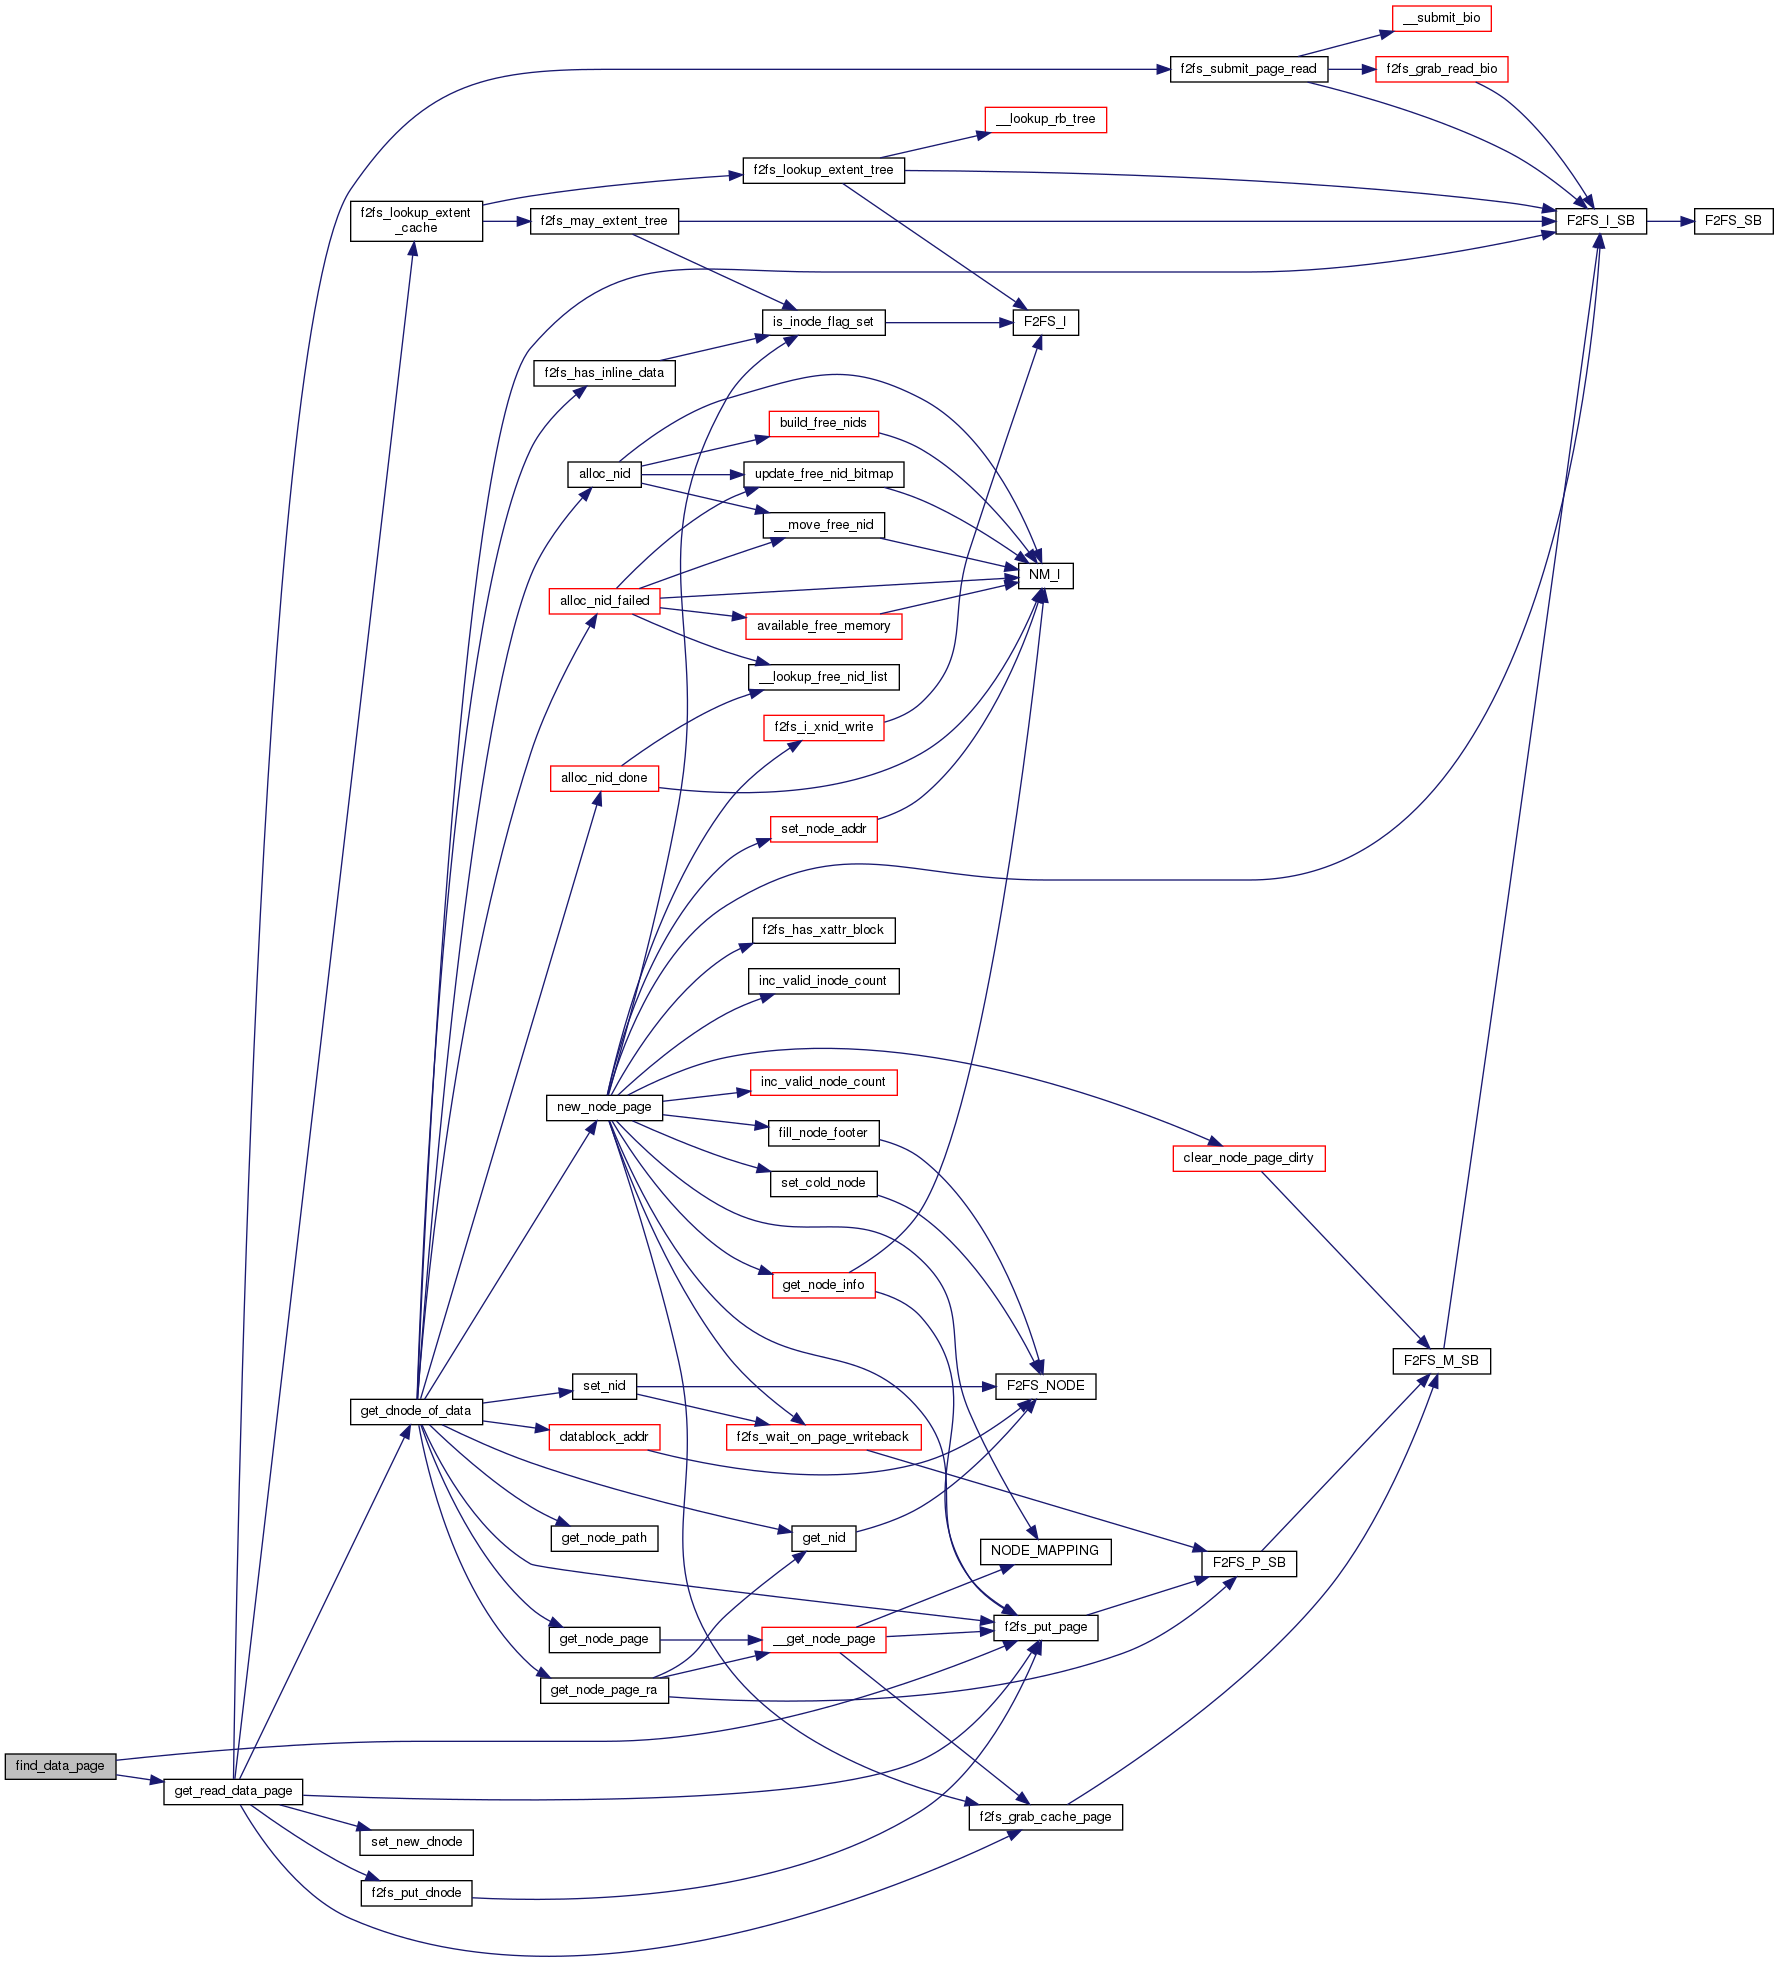 __submit_bio
f2fs_submit_page_read
f2fs_grab_read_bio
__lookup_rb_tree
f2fs_lookup_extent_tree
f2fs_lookup_extent
_cache
f2fs_may_extent_tree
F2FS_I_SB
F2FS_SB
is_inode_flag_set
F2FS_I
f2fs_has_inline_data
build_free_nids
alloc_nid
update_free_nid_bitmap
__move_free_nid
NM_I
alloc_nid_failed
available_free_memory
__lookup_free_nid_list
f2fs_i_xnid_write
alloc_nid_done
set_node_addr
f2fs_has_xattr_block
inc_valid_inode_count
inc_valid_node_count
new_node_page
fill_node_footer
clear_node_page_dirty
set_cold_node
get_node_info
F2FS_M_SB
set_nid
F2FS_NODE
get_dnode_of_data
datablock_addr
f2fs_wait_on_page_writeback
get_node_path
get_nid
NODE_MAPPING
F2FS_P_SB
f2fs_put_page
get_node_page
__get_node_page
get_node_page_ra
find_data_page
get_read_data_page
f2fs_grab_cache_page
set_new_dnode
f2fs_put_dnode